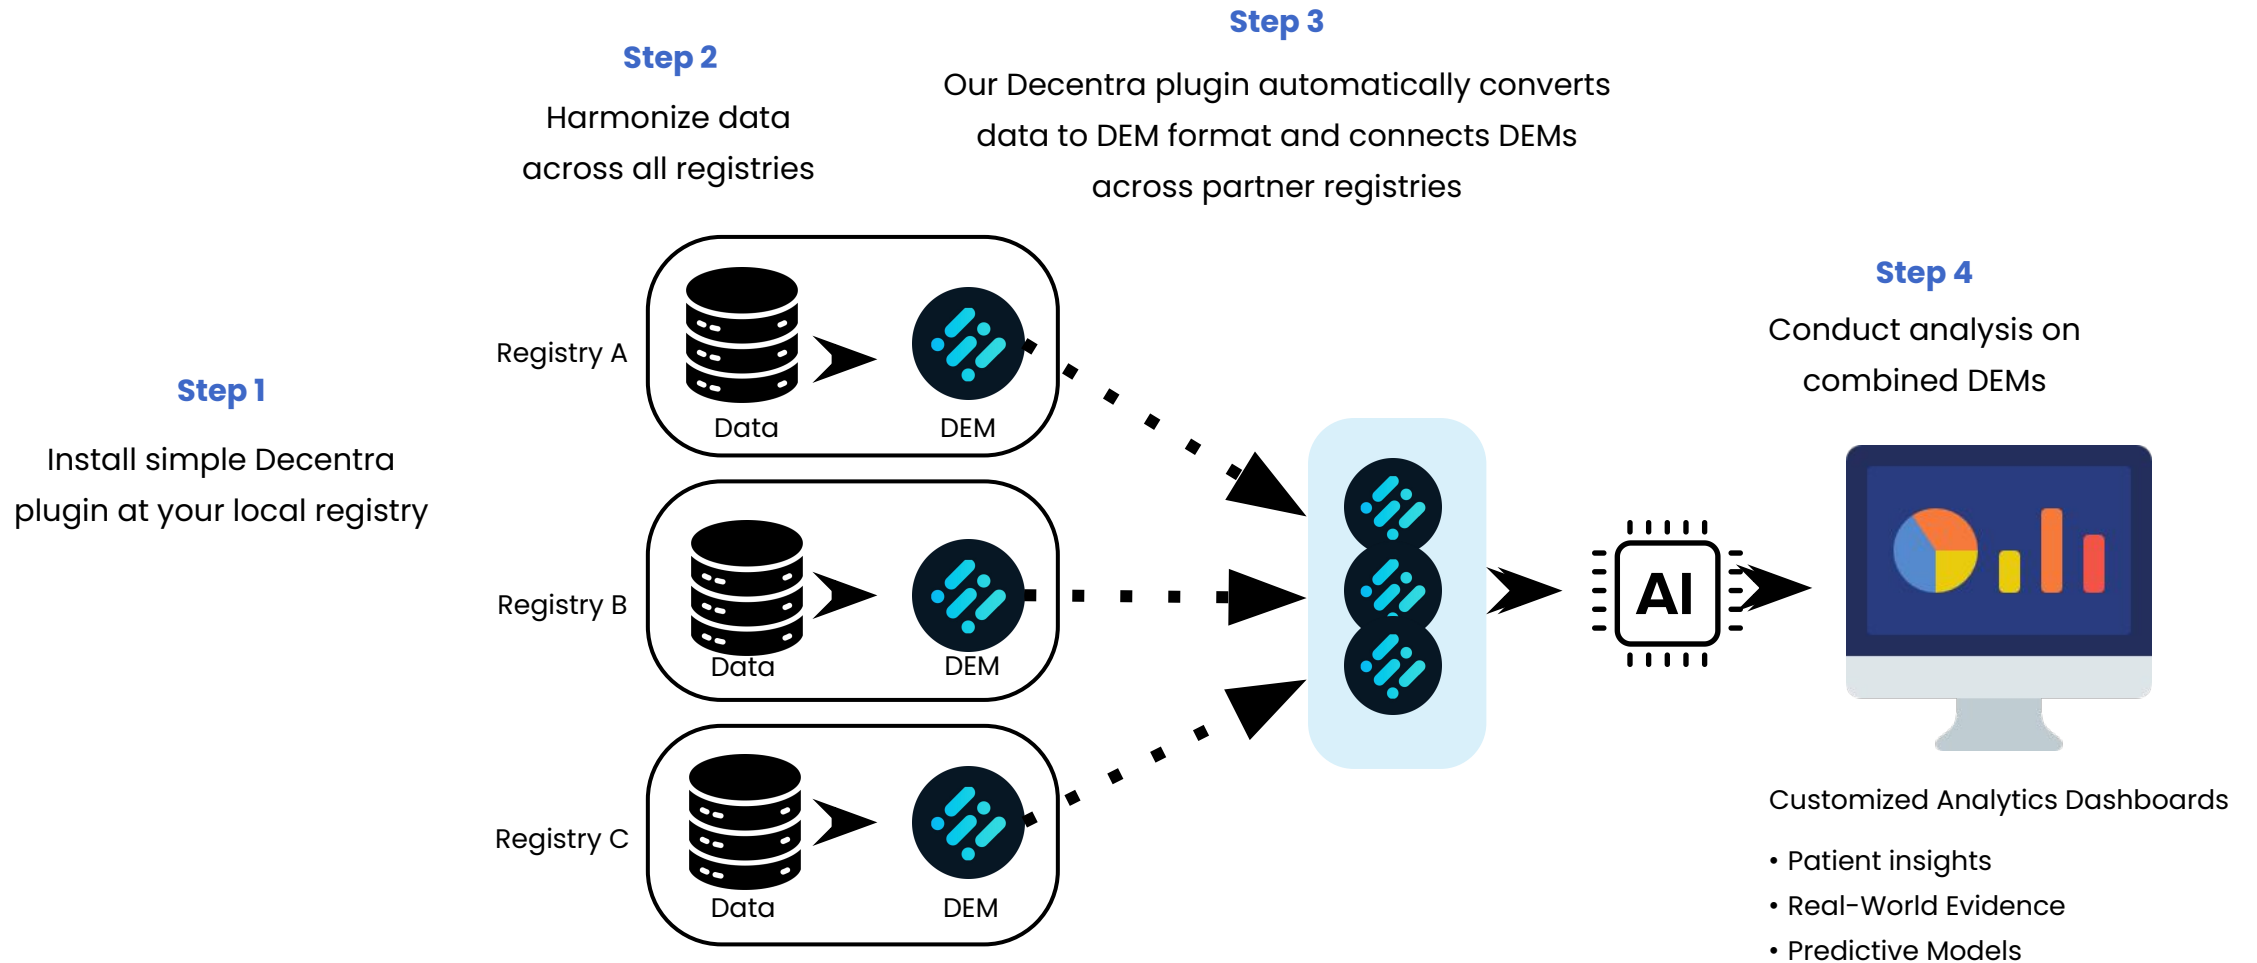 Step 1
Install simple Decentra
plugin at your local registry
Step 2
Harmonize data
across all registries
Step 3
Our Decentra plugin automatically converts
data to DEM format and connects DEMs
across partner registries
Registry A
Data
DEM
Registry B
Data
DEM
Registry C
Data
DEM
AI
Step 4
Conduct analysis on
combined DEMs
Customized Analytics Dashboards
• Patient insights
• Real-World Evidence
• Predictive Models